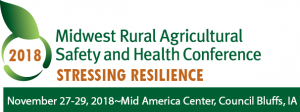 2018
Midwest Rural Agricultural
Safety and Health Conference
STRESSING RESILIENCE
November 27-29, 2018~Mid America Center, Council Bluffs, IA